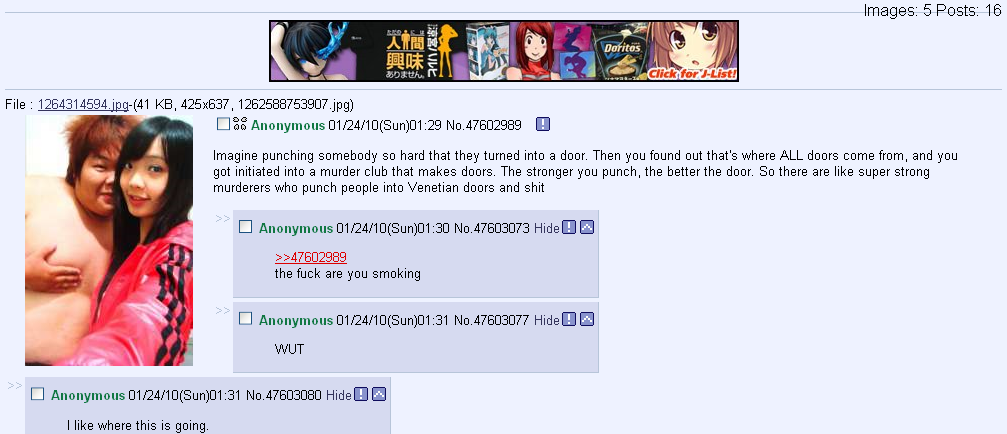 Images: 5 Posts: 16
ただの
人間には
興味
ありません。
Doritos
Click for J-List!
File : 1264314594.jpg-(41 KB, 425x637, 1262588753907.jpg)
Anonymous 01/24/10(Sun)01:29 No.47602989
Imagine punching somebody so hard that they turned into a door. Then you found out that's where ALL doors come from, and you
got initiated into a murder club that makes doors. The stronger you punch, the better the door. So there are like super strong
murderers who punch people into Venetian doors and shit
>> Anonymous 01/24/10(Sun)01:30 No.47603073 Hide
>>47602989
the fuck are you smoking
>> Anonymous 01/24/10(Sun)01:31 No.47603077 Hide
WUT
>> Anonymous 01/24/10(Sun)01:31 No.47603080 Hide
I like where this is going.